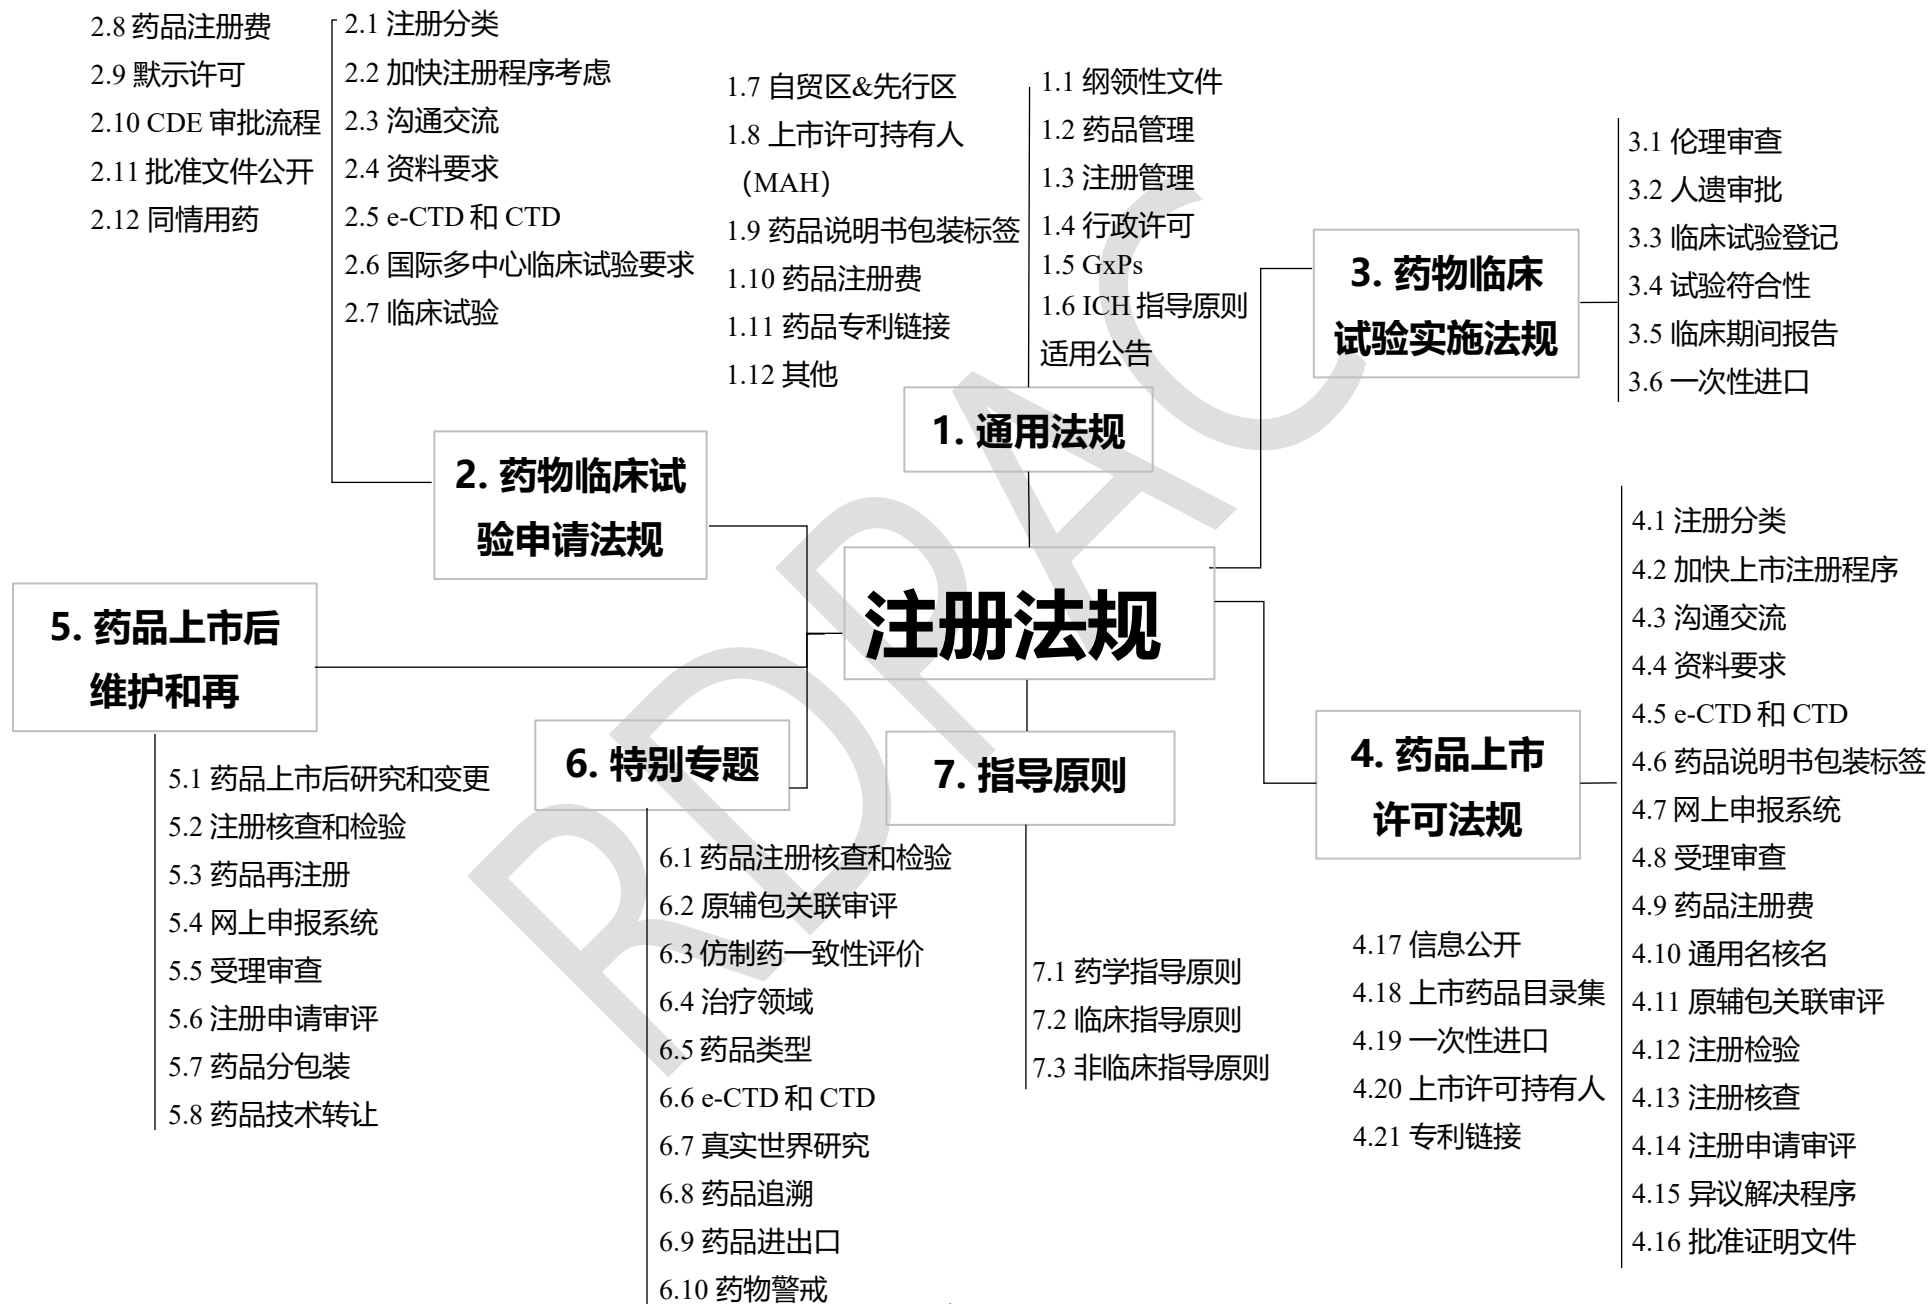 2.8 药品注册费
2.9 默示许可
2.10 CDE 审批流程
2.11 批准文件公开
2.12 同情用药
2.1 注册分类
2.2 加快注册程序考虑
2.3 沟通交流
2.4 资料要求
2.5 e-CTD 和 CTD
2.6 国际多中心临床试验要求
2.7 临床试验
1.7 自贸区&先行区
1.8 上市许可持有人
（MAH）
1.9 药品说明书包装标签
1.10 药品注册费
1.11 药品专利链接
1.12 其他
1.1 纲领性文件
1.2 药品管理
1.3 注册管理
1.4 行政许可
1.5 GxPs
1.6 ICH 指导原则
适用公告
3. 药物临床
试验实施法规
3.1 伦理审查
3.2 人遗审批
3.3 临床试验登记
3.4 试验符合性
3.5 临床期间报告
3.6 一次性进口
1. 通用法规
2. 药物临床试
验申请法规
注册法规
5. 药品上市后
维护和再
5.1 药品上市后研究和变更
5.2 注册核查和检验
5.3 药品再注册
5.4 网上申报系统
5.5 受理审查
5.6 注册申请审评
5.7 药品分包装
5.8 药品技术转让
6. 特别专题
6.1 药品注册核查和检验
6.2 原辅包关联审评
6.3 仿制药一致性评价
6.4 治疗领域
6.5 药品类型
6.6 e-CTD 和 CTD
6.7 真实世界研究
6.8 药品追溯
6.9 药品进出口
6.10 药物警戒
7. 指导原则
7.1 药学指导原则
7.2 临床指导原则
7.3 非临床指导原则
4. 药品上市
许可法规
4.17 信息公开
4.18 上市药品目录集
4.19 一次性进口
4.20 上市许可持有人
4.21 专利链接
4.1 注册分类
4.2 加快上市注册程序
4.3 沟通交流
4.4 资料要求
4.5 e-CTD 和 CTD
4.6 药品说明书包装标签
4.7 网上申报系统
4.8 受理审查
4.9 药品注册费
4.10 通用名核名
4.11 原辅包关联审评
4.12 注册检验
4.13 注册核查
4.14 注册申请审评
4.15 异议解决程序
4.16 批准证明文件
RDPAC